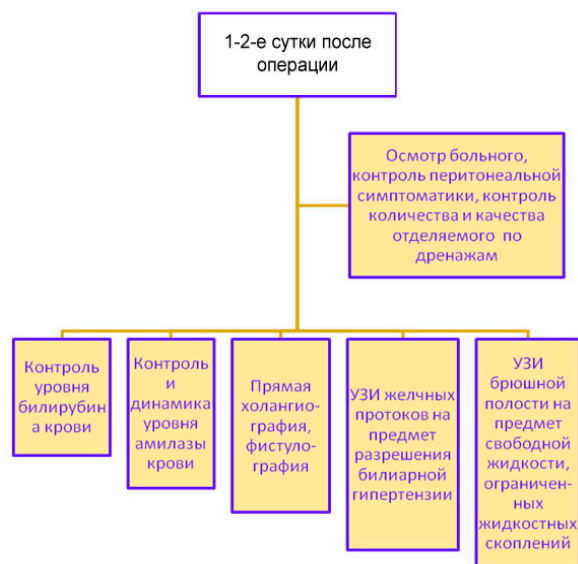 1-2-е сутки после
операции
Осмотр больного,
контроль перитонеальной
симптоматики, контроль
количества и качества
отделяемого по
дренажам
Контроль
уровня
билирубин
а крови
Контроль
и
динамика
уровня
амилазы
крови
Прямая
холангио-
графия,
фистуло-
графия
УЗИ желчных
протоков на
предмет
разрешения
билиарной
гипертензии
УЗИ
брюшной
полости на
предмет
свободной
жидкости,
ограничен-
ных
жидкостных
скоплений